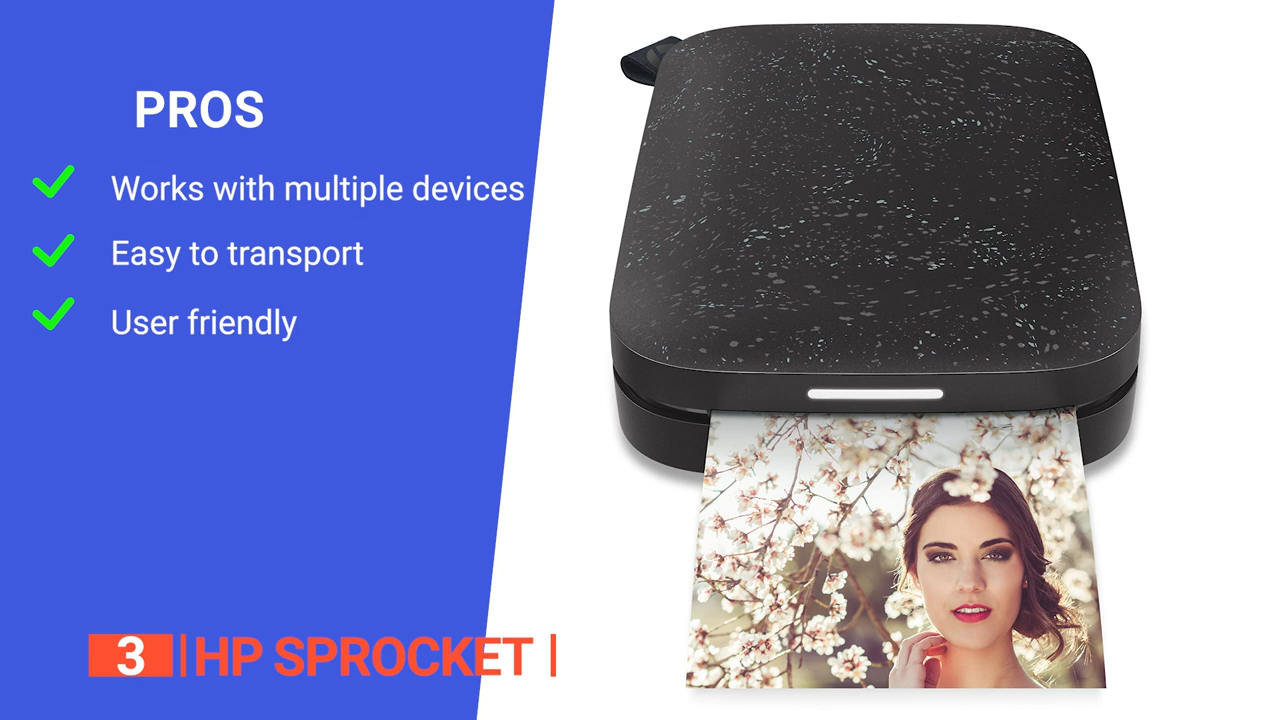 PROS
Works with multiple devices
Easy to transport
User friendly
3 HP SPROCKET